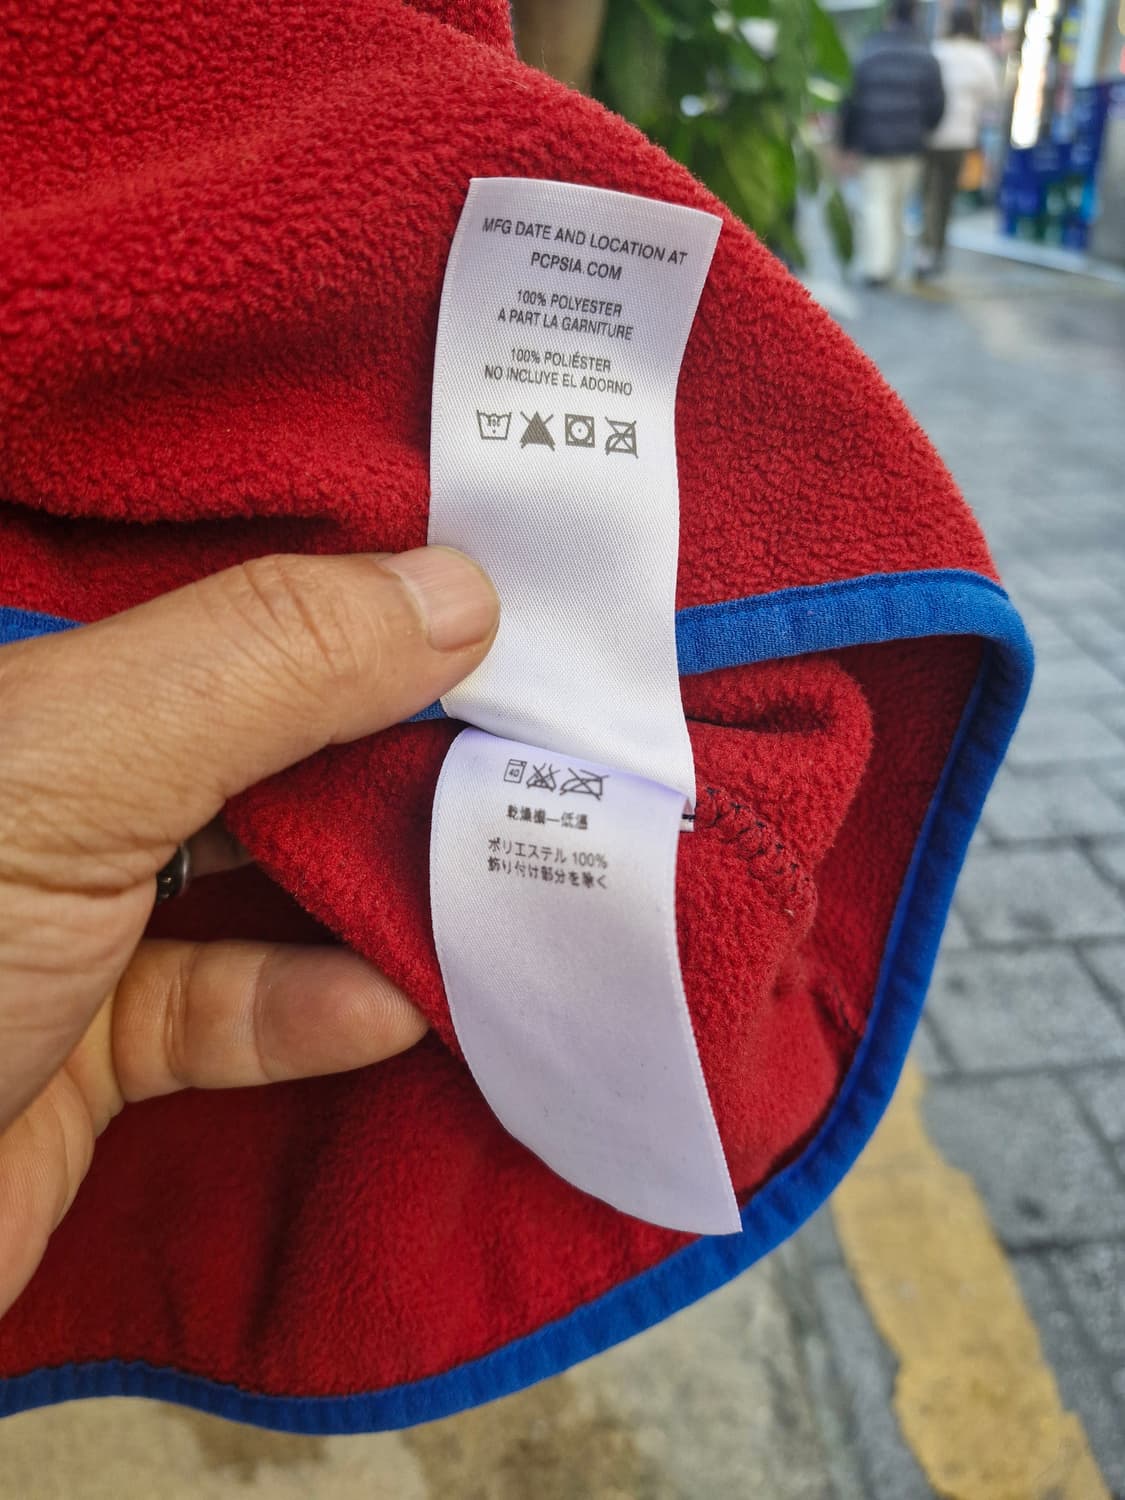 MFG DATE AND LOCATION AT
PCPSIA.COM
100% POLYESTER
A PART LA GARNITURE
100% POLIÉSTER
NO INCLUYE EL ADORNO
40
乾燥機—低温
ポリエステル 100%
飾り付け部分を除く